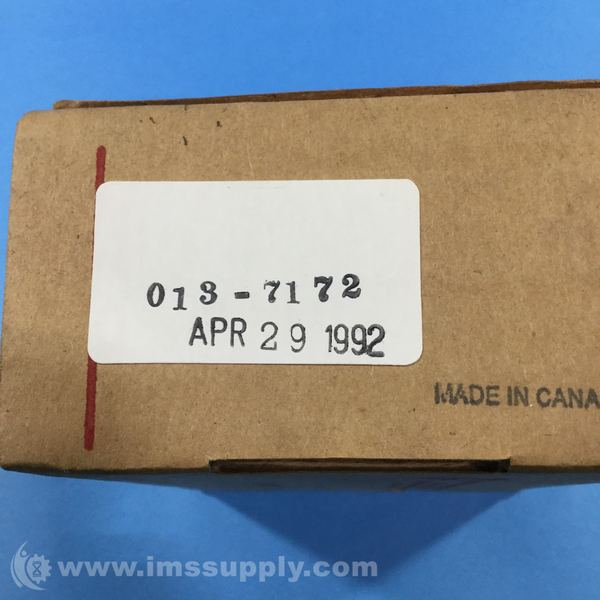 013-7172
APR 29 1992
MADE IN CANA
www.imssupply.com